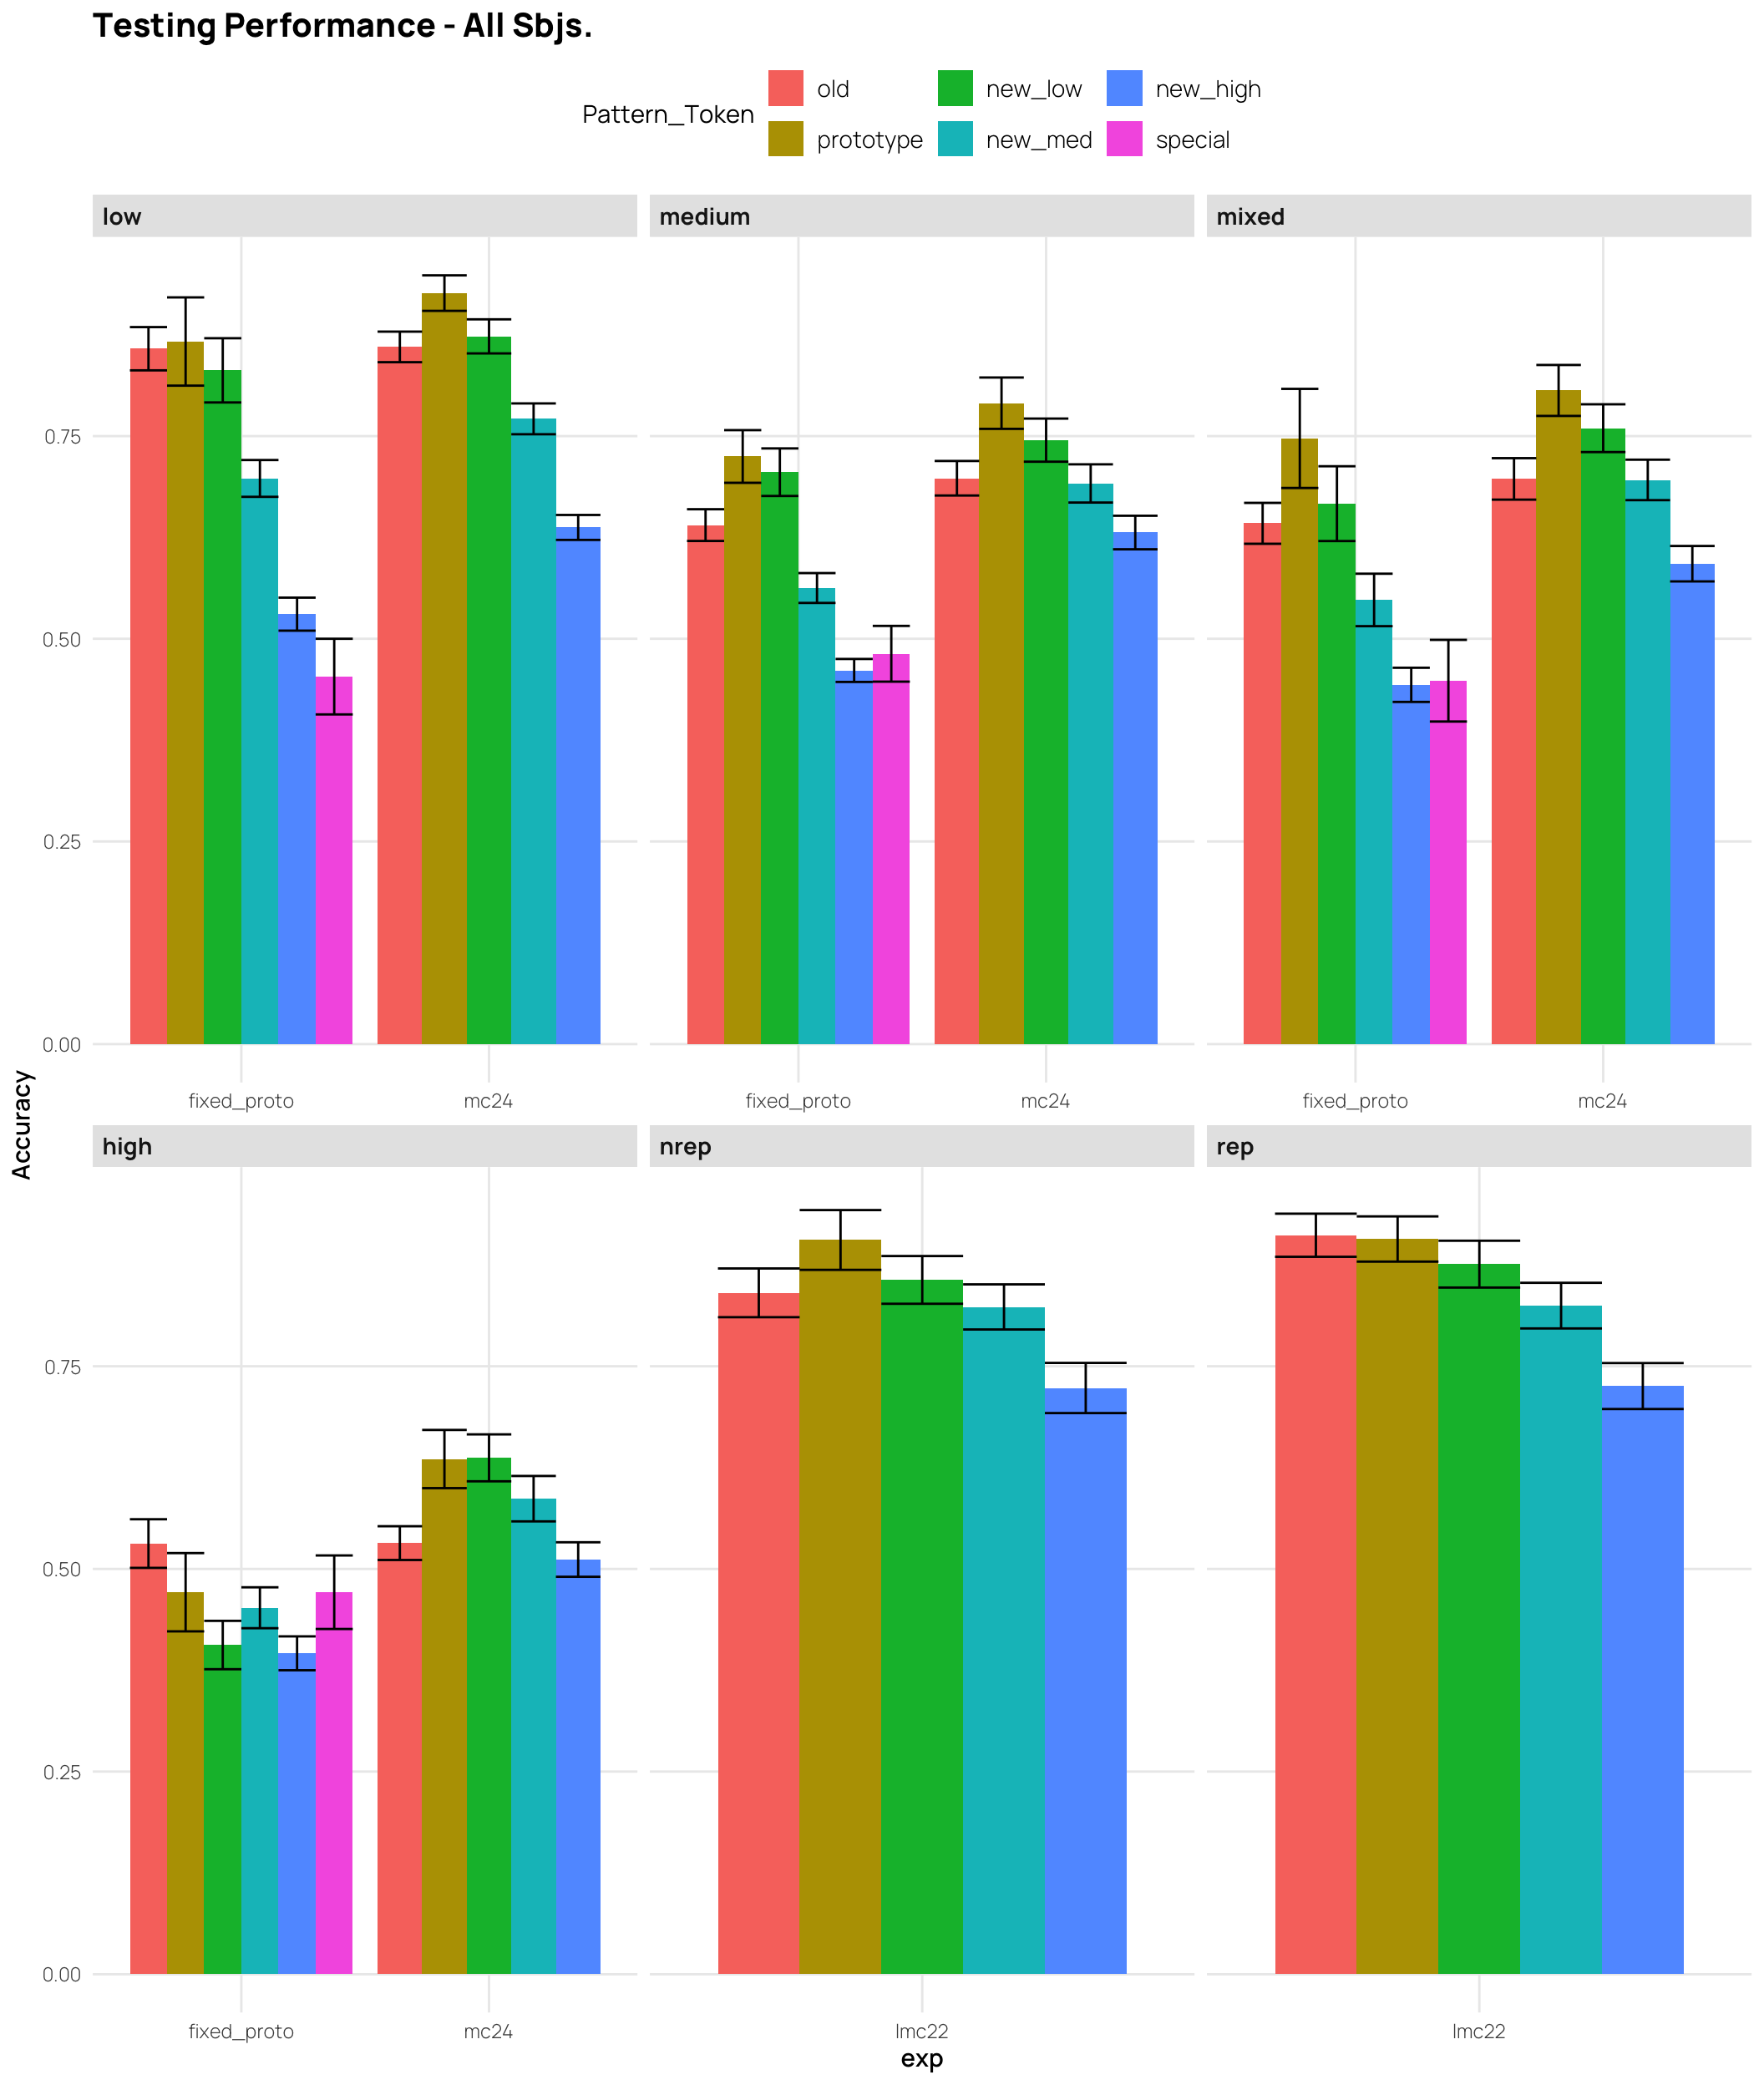 Testing Performance - All Sbjs.
Pattern_Token
old
new_low
new_high
prototype
new_med
special
low
medium
mixed
0.75
0.50
0.25
0.00
fixed_proto
mc24
fixed_proto
mc24
fixed_proto
mc24
Accuracy
high
nrep
rep
0.75
0.50
0.25
0.00
fixed_proto
mc24
lmc22
lmc22
exp